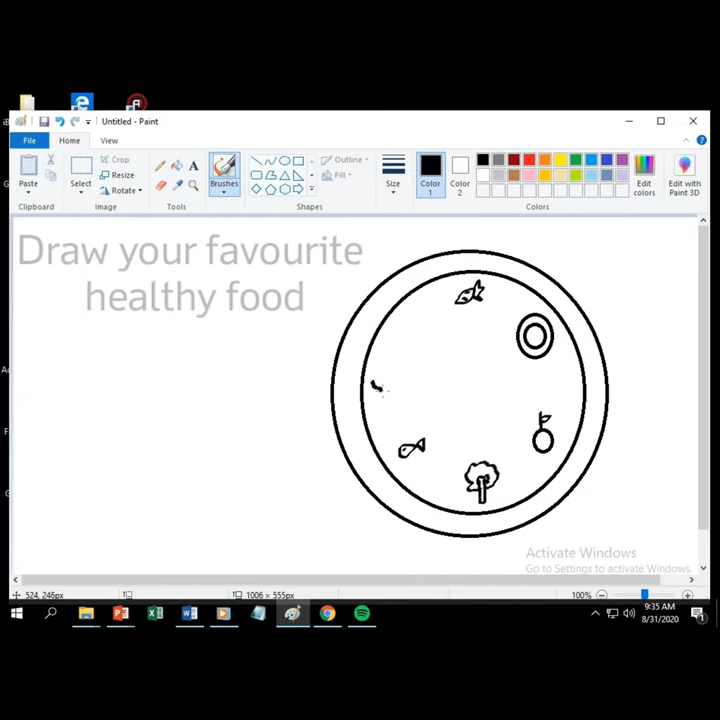 Untitled - Paint
File
Home
View
Paste
Select
Crop
Resize
Rotate
A
Brushes
Outline
Fill
Size
Color 1
Color 2
Edit colors
Edit with Paint 3D
Clipboard
Image
Tools
Shapes
Colors
Draw your favourite
healthy food
Activate Windows
Go to Settings to activate Windows.
524, 246px
1006 × 555px
100%
9:35 AM
8/31/2020